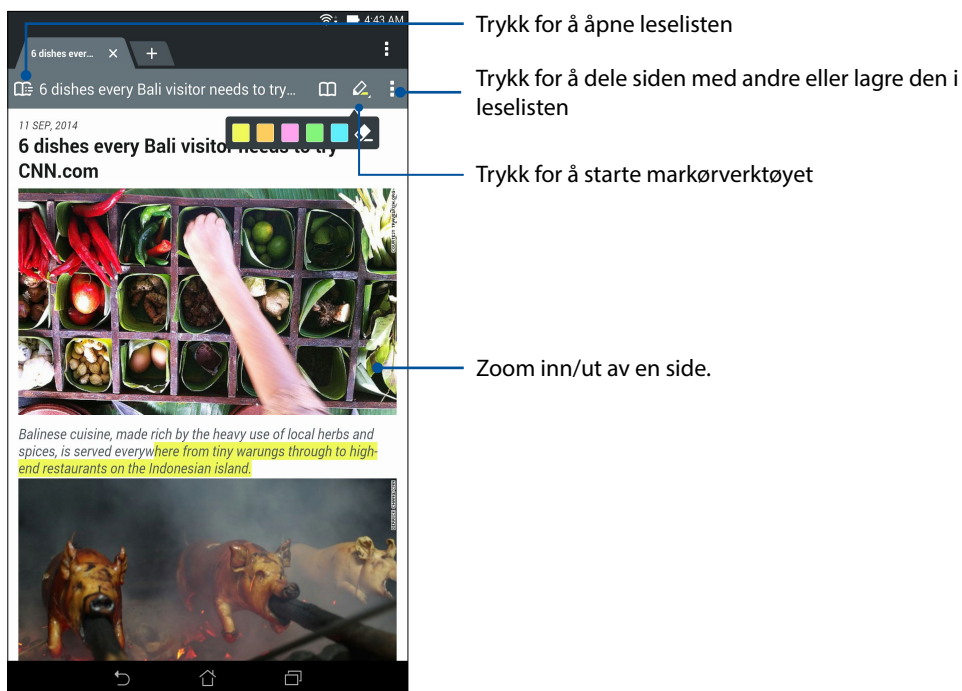 4:43 AM
6 dishes ever...
6 dishes every Bali visitor needs to try...
11 SEP, 2014
6 dishes every Bali visitor needs to try
CNN.com
Balinese cuisine, made rich by the heavy use of local herbs and
spices, is served everywhere from tiny warungs through to high-
end restaurants on the Indonesian island.
Trykk for å åpne leselisten
Trykk for å dele siden med andre eller lagre den i
leselisten
Trykk for å starte markørverktøyet
Zoom inn/ut av en side.